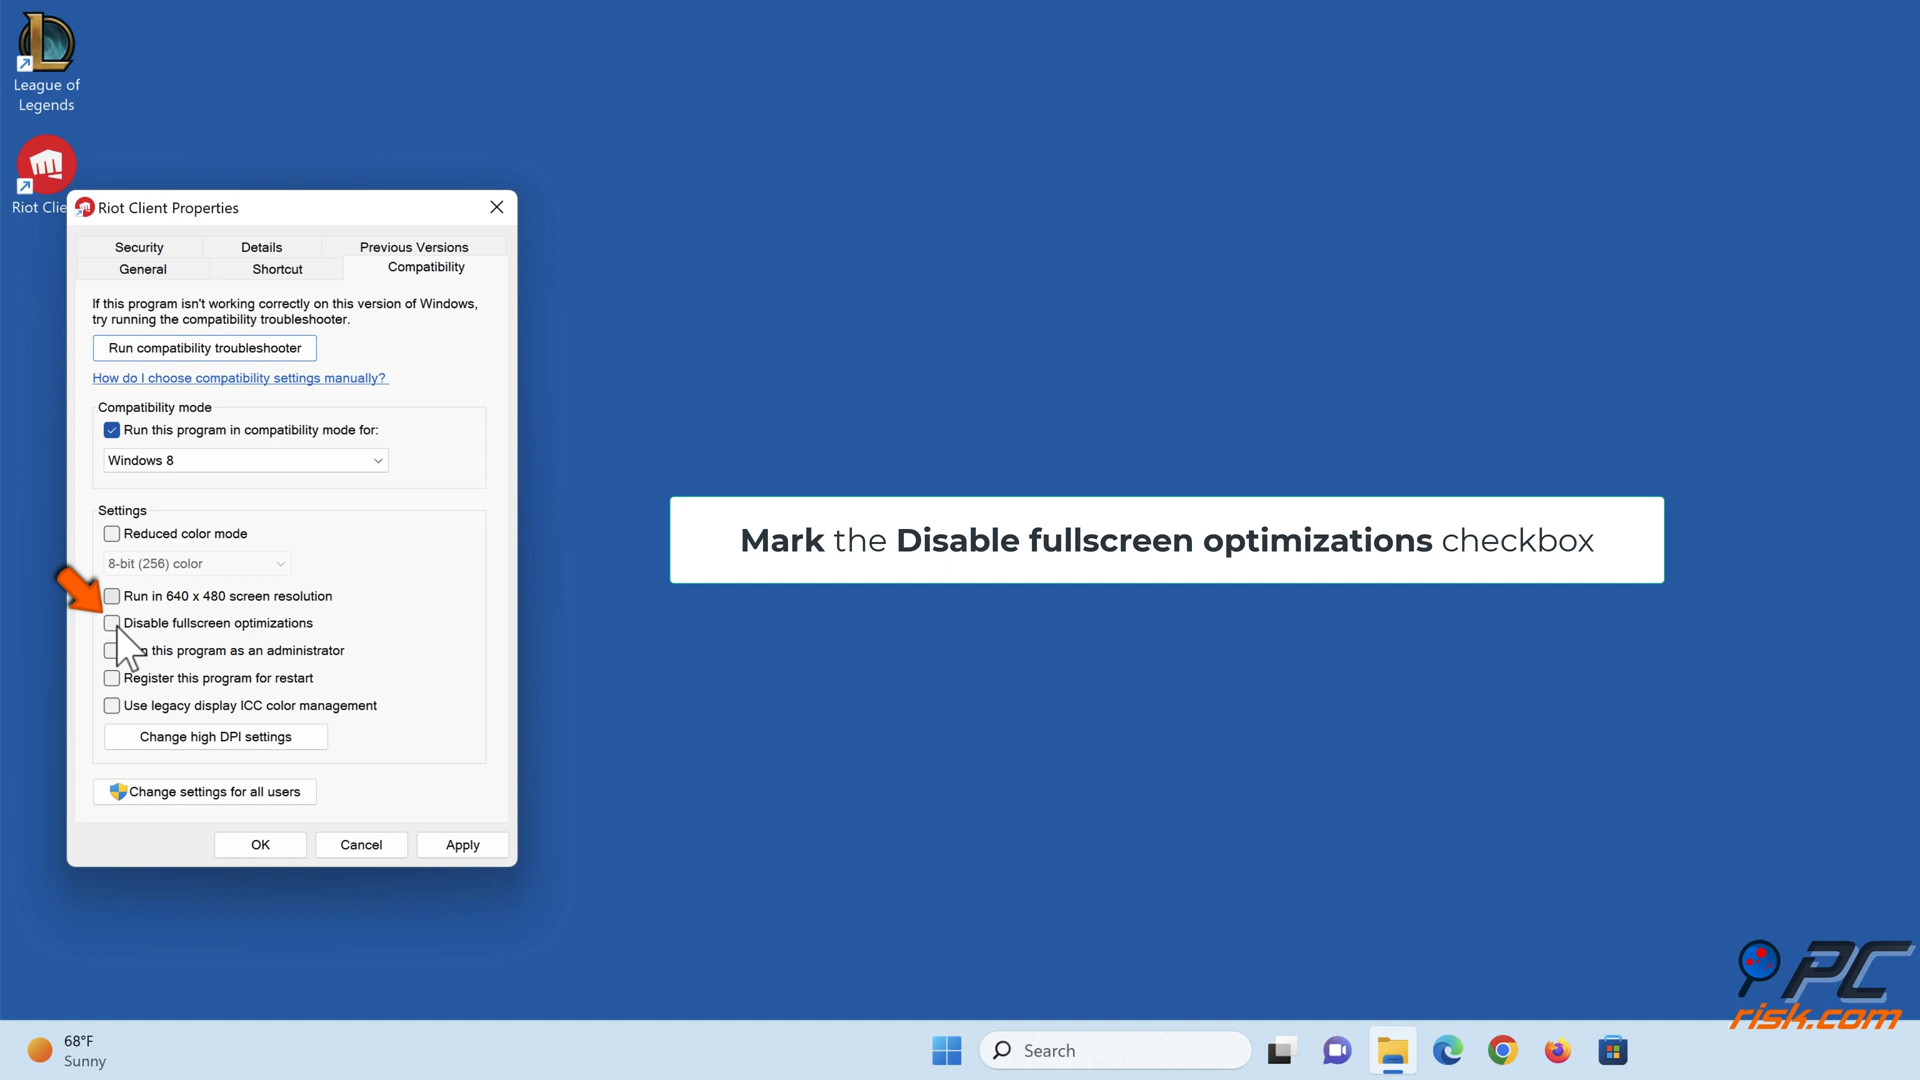 League of
Legends
Riot Clie
Riot Client Properties
Security
Details
Previous Versions
General
Shortcut
Compatibility
If this program isn't working correctly on this version of Windows,
try running the compatibility troubleshooter.
Run compatibility troubleshooter
How do I choose compatibility settings manually?
Compatibility mode
Run this program in compatibility mode for:
Windows 8
Settings
Reduced color mode
8-bit (256) color
Run in 640 x 480 screen resolution
Disable fullscreen optimizations
this program as an administrator
Register this program for restart
Use legacy display ICC color management
Change high DPI settings
Change settings for all users
OK
Cancel
Apply
Mark the Disable fullscreen optimizations checkbox
PC
risk.com
68°F
Sunny
Search